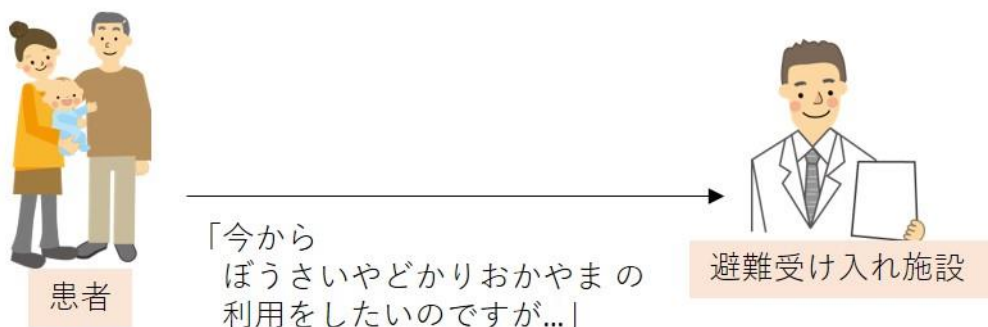 「今から
ぼうさいやどかりおかやま の
利用をしたいのですが…」
患者
避難受け入れ施設